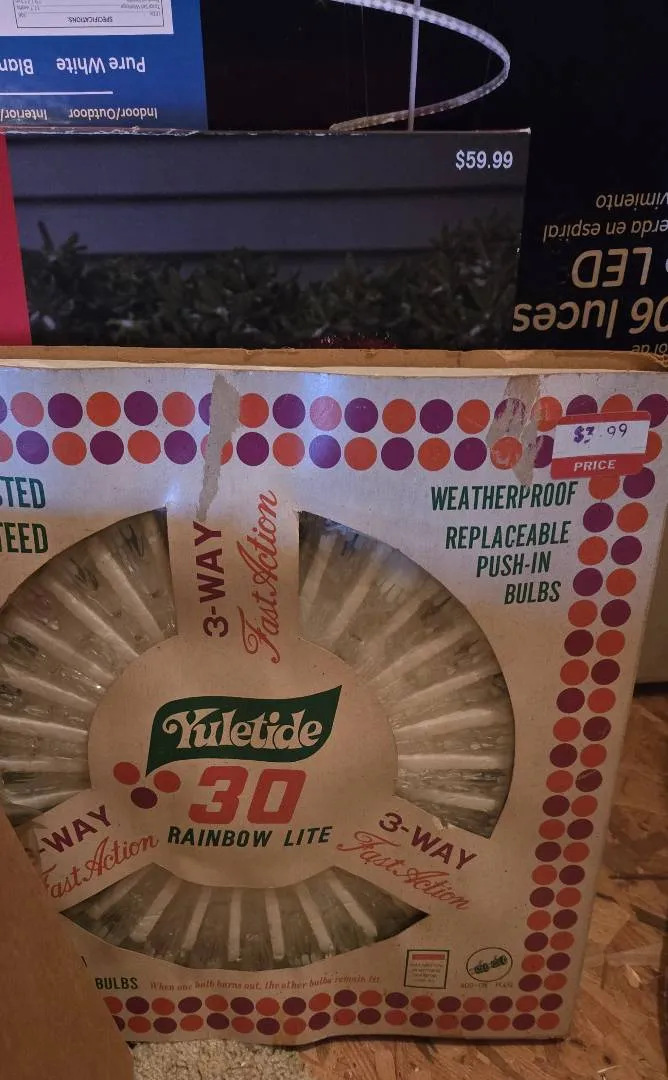 SPECIFICATIONS:
Pure White
Blan
Indoor/Outdoor
Interior/
$59.99
vimiento
erda en espiral
LED
06 luces
$3.99
PRICE
STED
TEED
WEATHERPROOF
REPLACEABLE
PUSH-IN
BULBS
3-WAY
Fast Action
Yuletide
30
RAINBOW LITE
-WAY
Fast Action
3-WAY
Fast Action
BULBS When one bulb burns out, the other bulbs remain lit.
ADD-ON PLUG